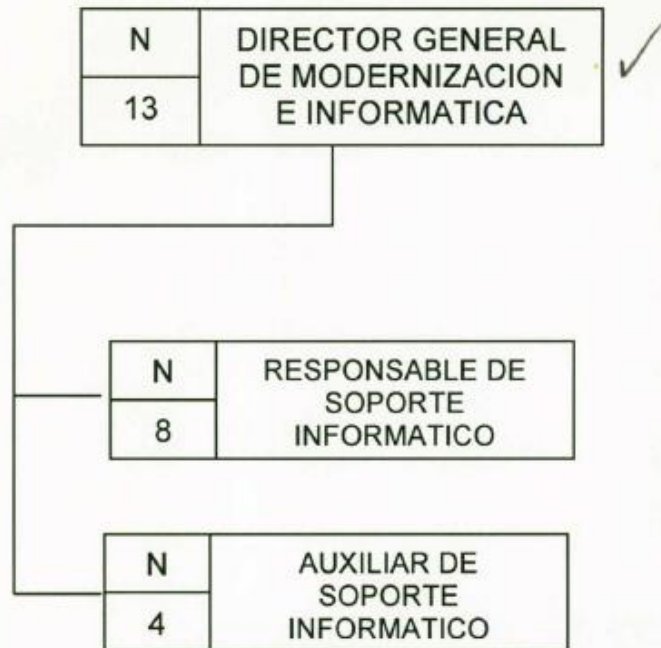 N
DIRECTOR GENERAL
DE MODERNIZACION
13
E INFORMATICA
N
RESPONSABLE DE
SOPORTE
8
INFORMATICO
N
AUXILIAR DE
SOPORTE
4
INFORMATICO